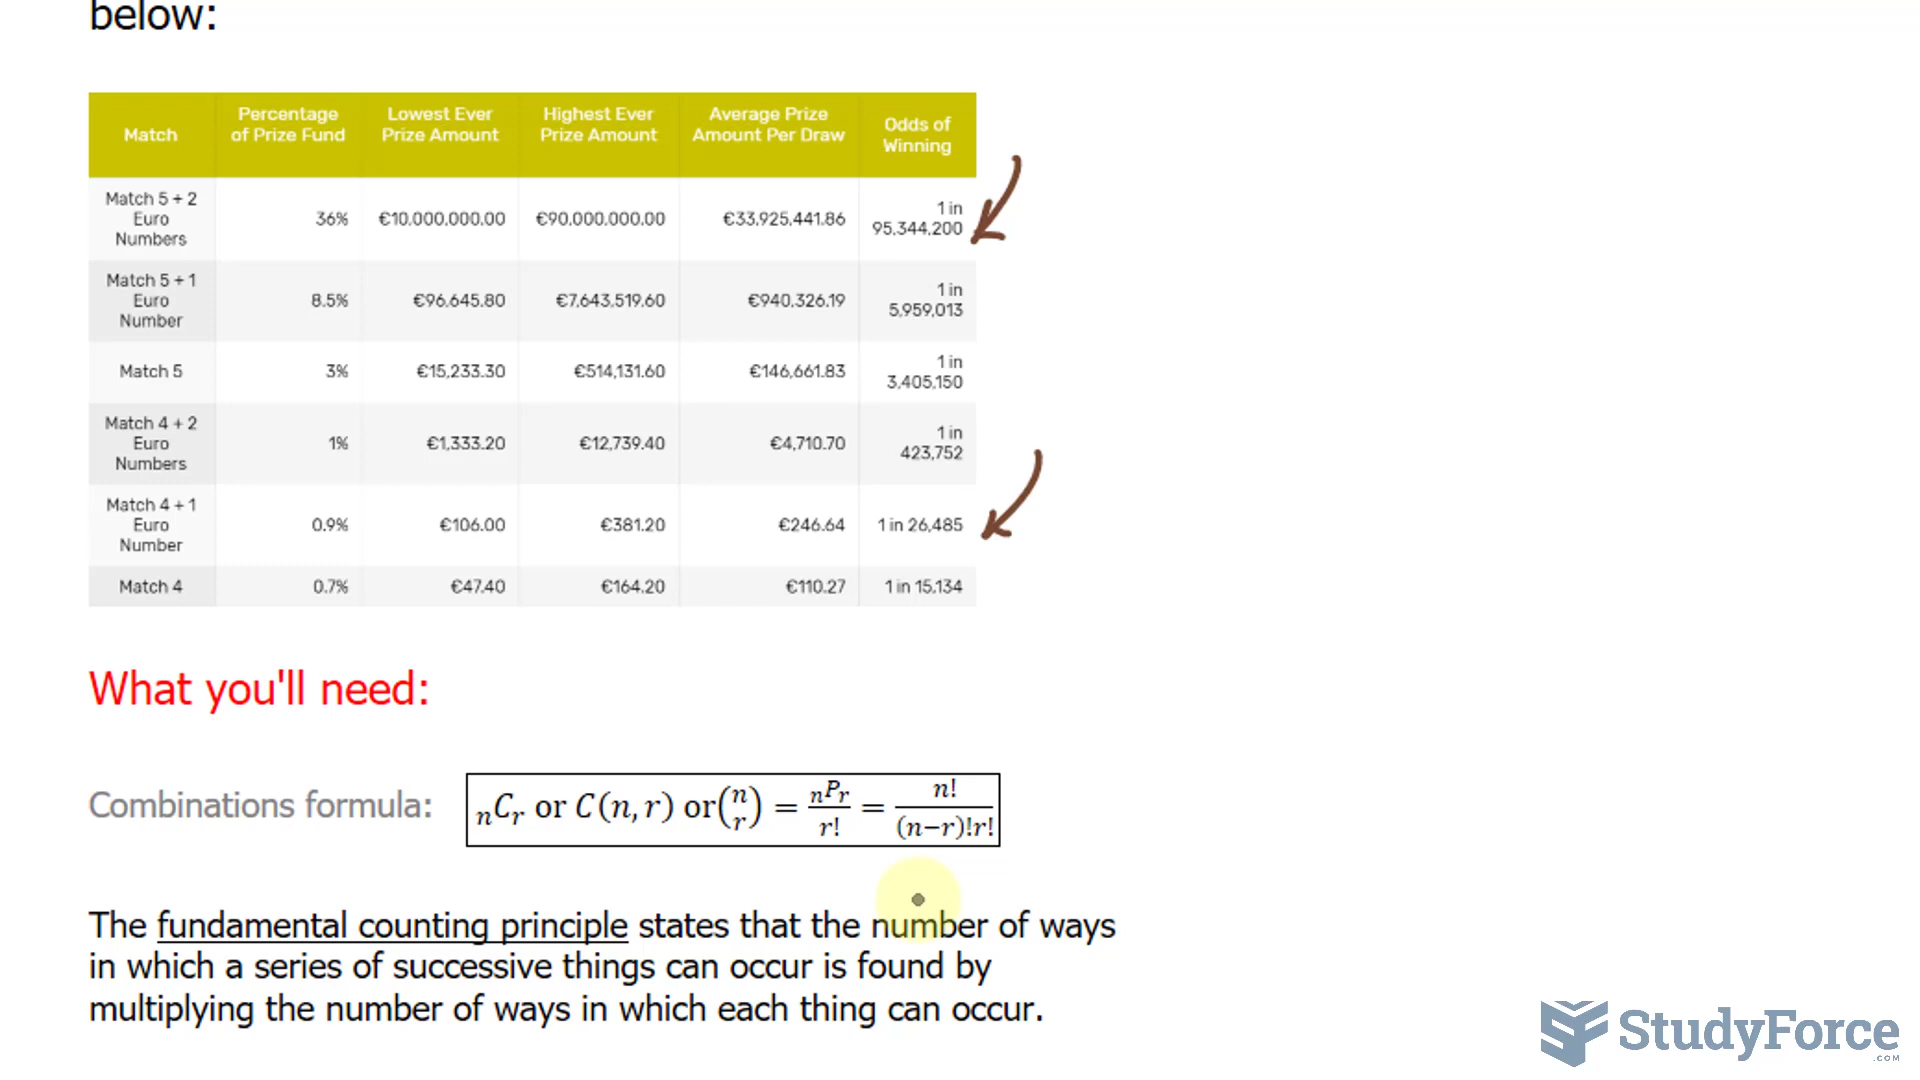 below:
Match
Percentage
of Prize Fund
Lowest Ever
Prize Amount
Highest Ever
Prize Amount
Average Prize
Amount Per Draw
Odds of
Winning
Match 5 + 2
Euro
Numbers
36%
€10,000,000.00
€90,000,000.00
€33,925,441.86
1 in
95,344,200
Match 5 + 1
Euro
Number
8.5%
€96,645.80
€7,643,519.60
€940,326.19
1 in
5,959,013
Match 5
3%
€15,233.30
€514,131.60
€146,661.83
1 in
3,405,150
Match 4 + 2
Euro
Numbers
1%
€1,333.20
€12,739.40
€4,710.70
1 in
423,752
Match 4 + 1
Euro
Number
0.9%
€106.00
€381.20
€246.64
1 in 26,485
Match 4
0.7%
€47.40
€164.20
€110.27
1 in 15,134
What you'll need:
Combinations formula: nCr or C(n,r) or (n r) = nPr / r! = n! / (n−r)!r!
The fundamental counting principle states that the number of ways
in which a series of successive things can occur is found by
multiplying the number of ways in which each thing can occur.
StudyForce
.COM